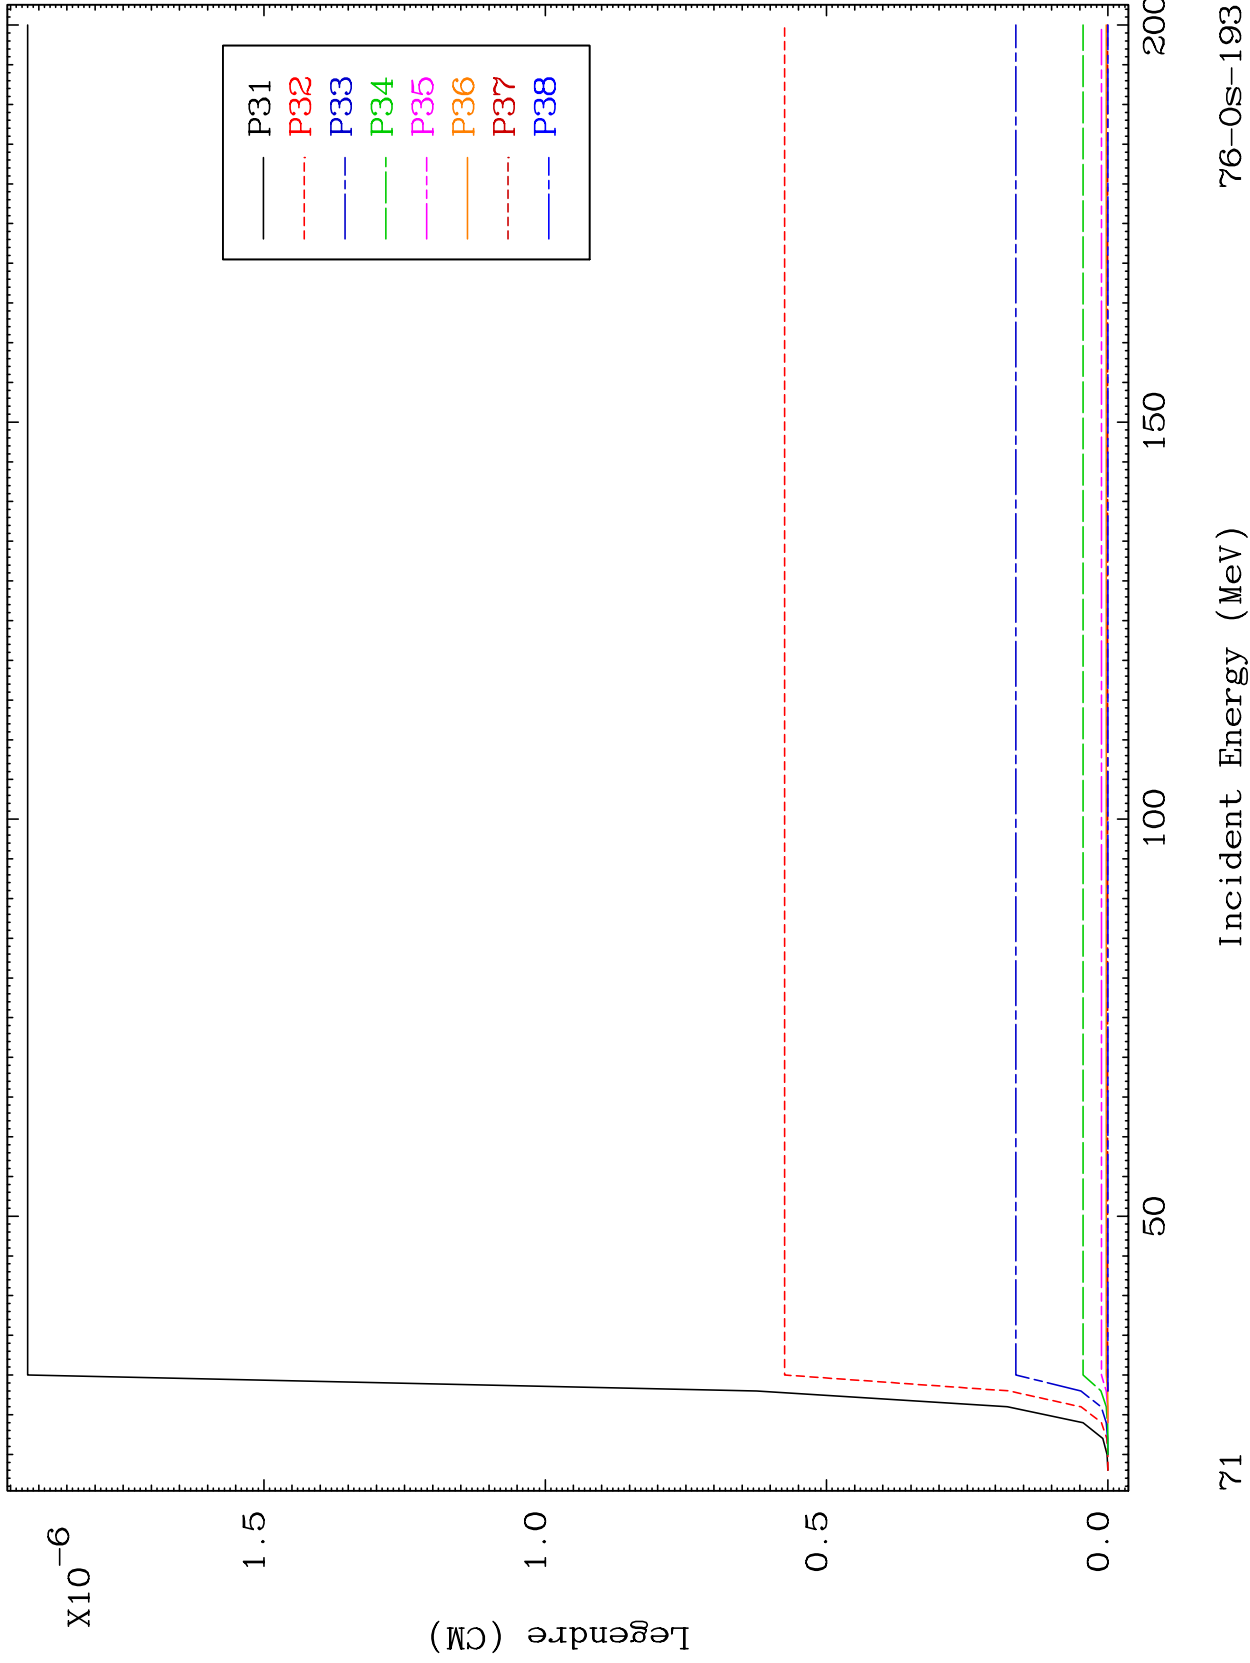 X10-6
1.5
1.0
0.5
0.0
Legendre (CM)
P31
P32
P33
P34
P35
P36
P37
P38
50
100
150
200
Incident Energy (MeV)
71
76-Os-193